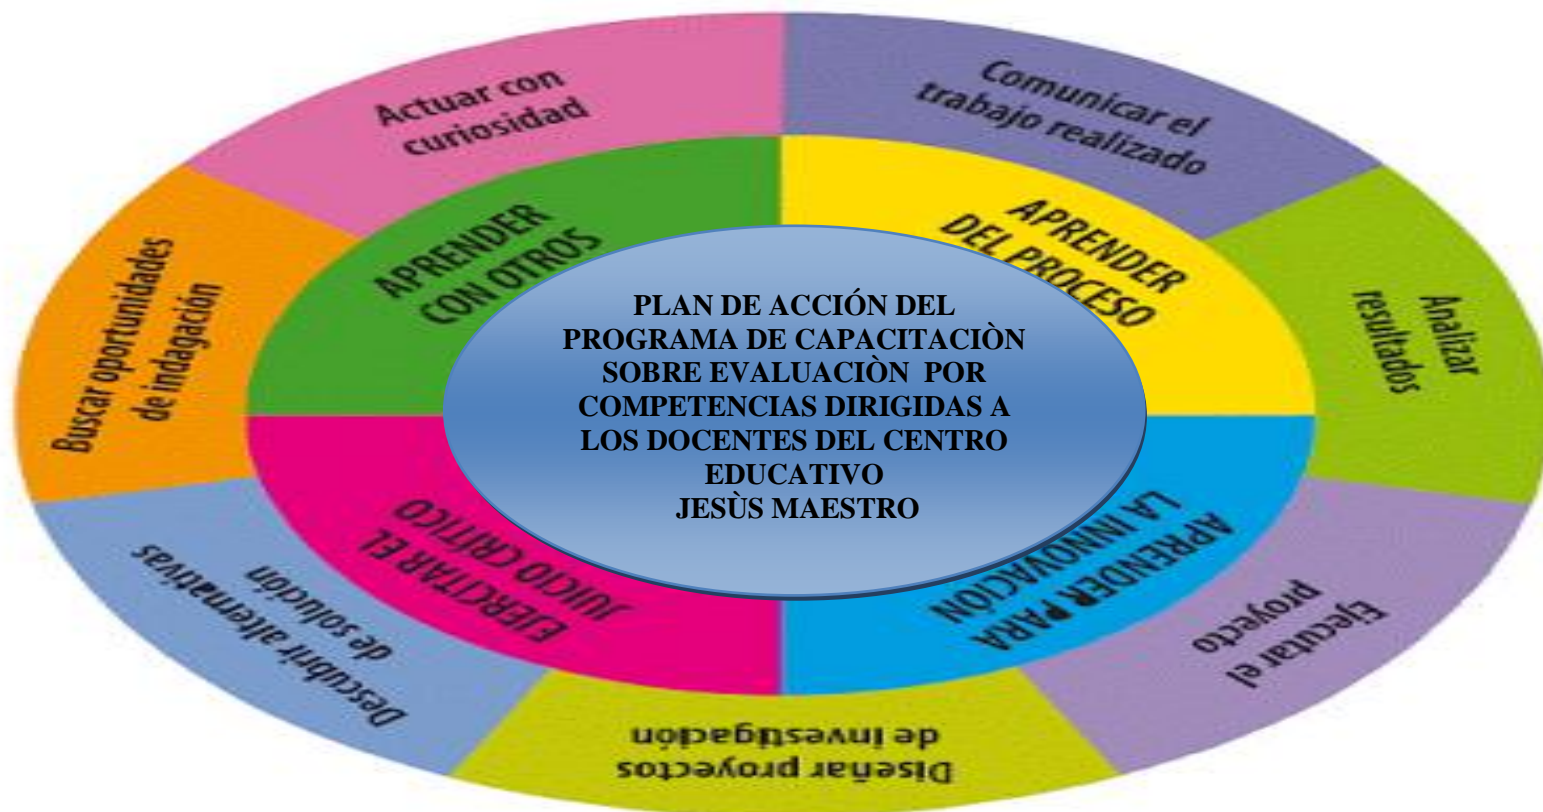 Actuar con
curiosidad
Comunicar el
trabajo realizado
Analizar
resultados
Ejecutar el
proyecto
Diseñar proyectos
de investigación
Descubrir alternativas
de solución
Buscar oportunidades
de indagación
APRENDER
CON OTROS
APRENDER
DEL PROCESO
APRENDER PARA
LA INNOVACIÓN
EJERCITAR EL
JUICIO CRÍTICO
PLAN DE ACCIÓN DEL
PROGRAMA DE CAPACITACIÒN
SOBRE EVALUACIÒN POR
COMPETENCIAS DIRIGIDAS A
LOS DOCENTES DEL CENTRO
EDUCATIVO
JESÙS MAESTRO